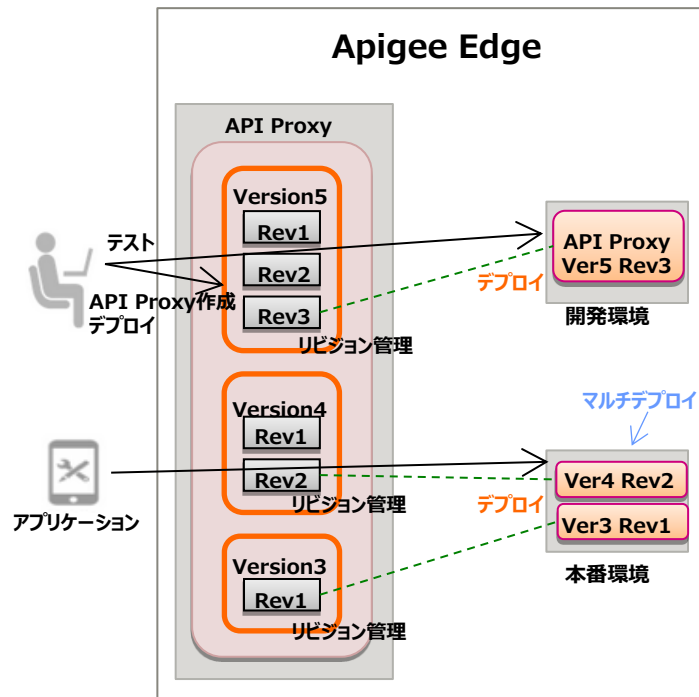 Apigee Edge
API Proxy
Version5
Rev1
Rev2
Rev3
リビジョン管理
テスト
API Proxy作成
デプロイ
デプロイ
API Proxy
Ver5 Rev3
開発環境
Version4
Rev1
Rev2
リビジョン管理
アプリケーション
マルチデプロイ
デプロイ
Ver4 Rev2
Ver3 Rev1
本番環境
Version3
Rev1
リビジョン管理